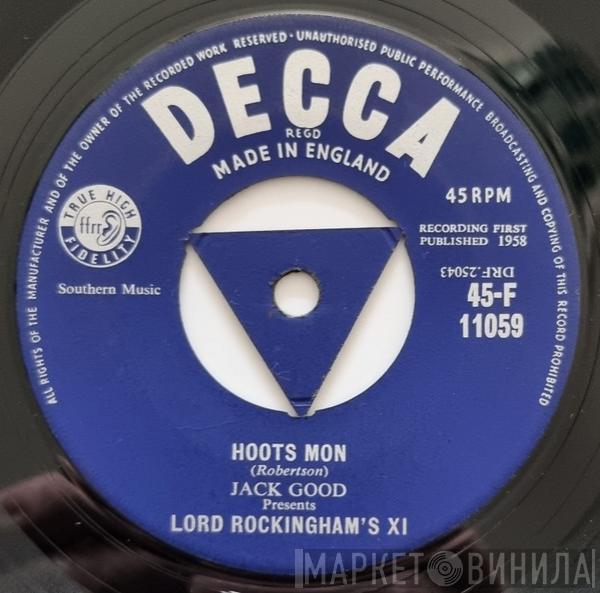 ALL RIGHTS OF THE MANUFACTURER AND OF THE OWNER OF THE RECORDED WORK RESERVED · UNAUTHORISED PUBLIC PERFORMANCE BROADCASTING AND COPYING OF THIS RECORD PROHIBITED
DECCA
REGD
MADE IN ENGLAND
TRUE HIGH
ffrr
FIDELITY
45 RPM
RECORDING FIRST
PUBLISHED 1958
DRF.25043
Southern Music
45-F
11059
HOOTS MON
(Robertson)
JACK GOOD
Presents
LORD ROCKINGHAM'S XI
МАРКЕТ ВИНИЛА